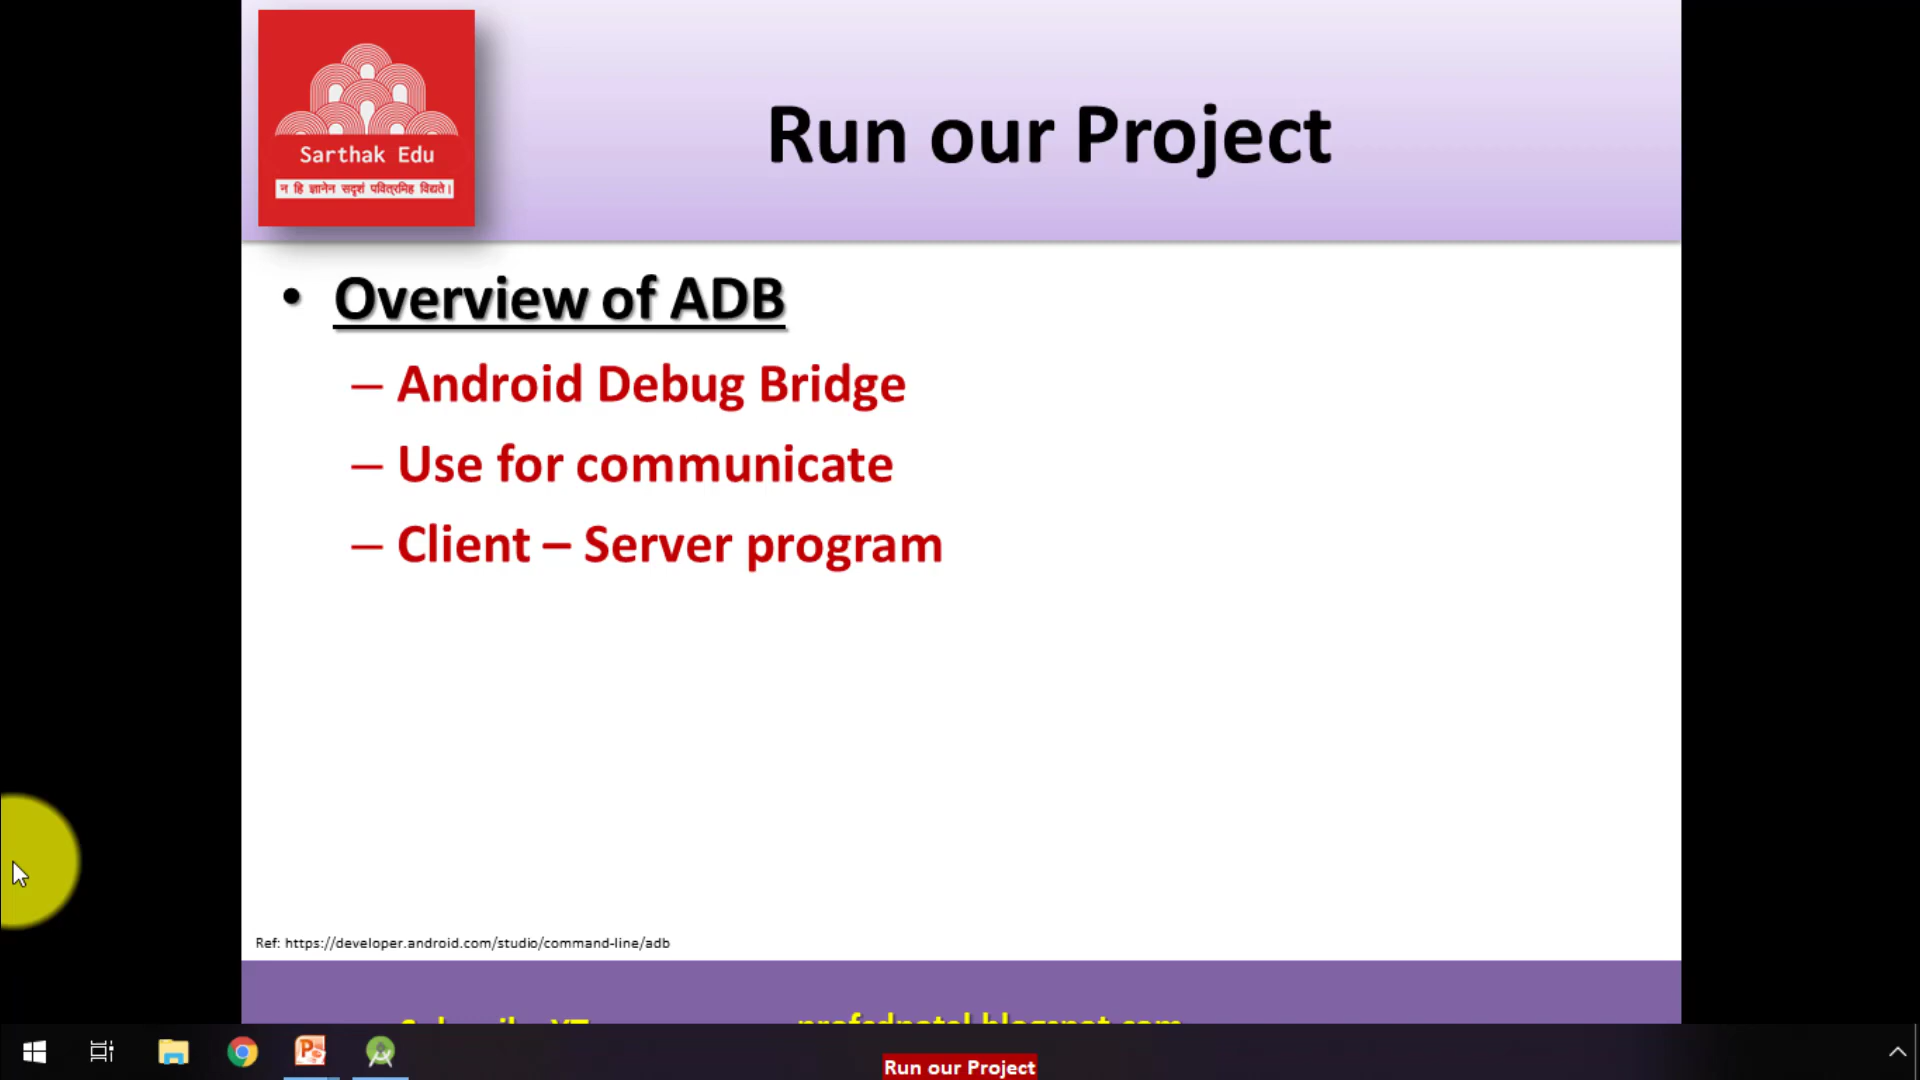 Sarthak Edu
न हि ज्ञानेन सदृशं पवित्रमिह विद्यते।
Run our Project
• Overview of ADB
– Android Debug Bridge
– Use for communicate
– Client – Server program
Ref: https://developer.android.com/studio/command-line/adb
Run our Project